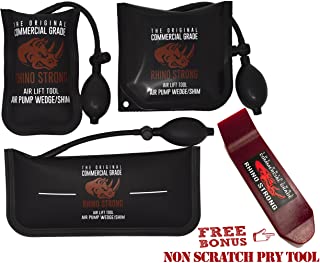 THE ORIGINAL
COMMERCIAL GRADE
RHINO STRONG
AIR LIFT TOOL
AIR PUMP WEDGE/SHIM
THE ORIGINAL
COMMERCIAL GRADE
RHINO STRONG
AIR LIFT TOOL
AIR PUMP WEDGE/SHIM
THE ORIGINAL
COMMERCIAL GRADE
RHINO STRONG
AIR LIFT TOOL
AIR PUMP WEDGE/SHIM
RHINO STRONG
FREE
BONUS
NON SCRATCH PRY TOOL